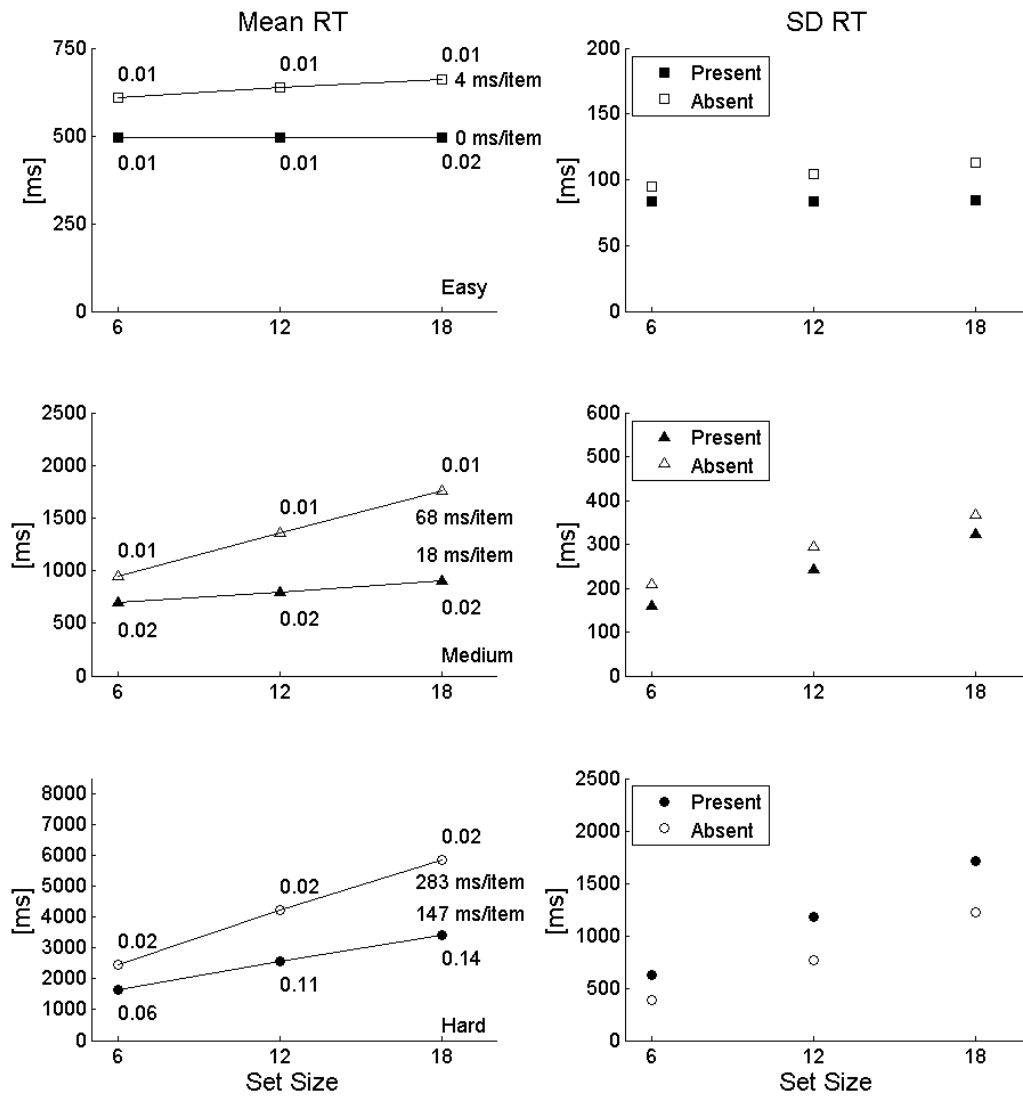 Mean RT
SD RT
750
500
250
0
[ms]
0.01
0.01
0.01
4 ms/item
0 ms/item
0.01
0.01
0.02
Easy
6
12
18
200
150
100
50
0
[ms]
Present
Absent
6
12
18
2500
2000
1500
1000
500
0
[ms]
0.01
0.01
0.01
68 ms/item
18 ms/item
0.02
0.02
0.02
Medium
6
12
18
600
500
400
300
200
100
0
[ms]
Present
Absent
6
12
18
8000
7000
6000
5000
4000
3000
2000
1000
0
[ms]
0.02
0.02
0.02
283 ms/item
147 ms/item
0.06
0.11
0.14
Hard
6
12
18
Set Size
2500
2000
1500
1000
500
0
[ms]
Present
Absent
6
12
18
Set Size